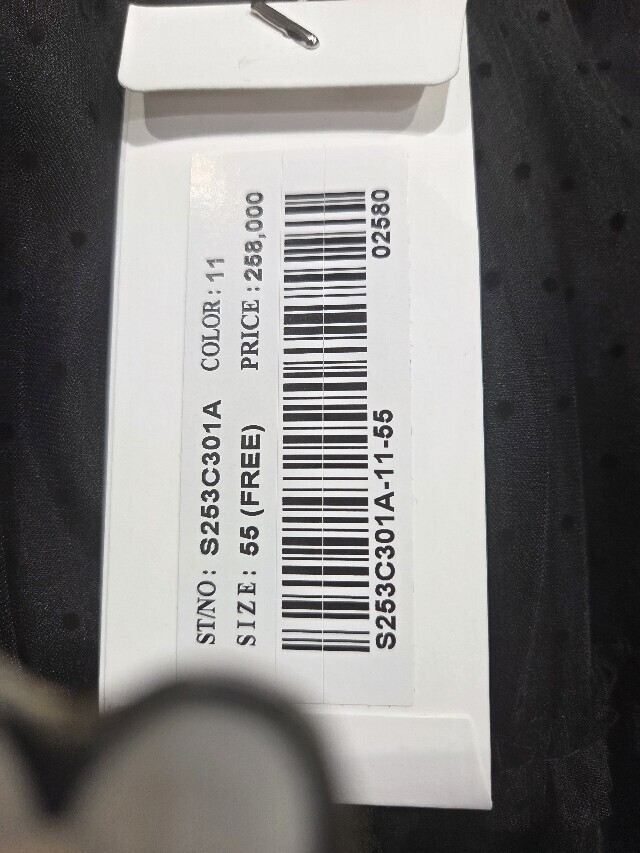 ST/NO : S253C301A COLOR : 11
SIZE : 55 (FREE) PRICE : 258,000
S253C301A-11-55 02580